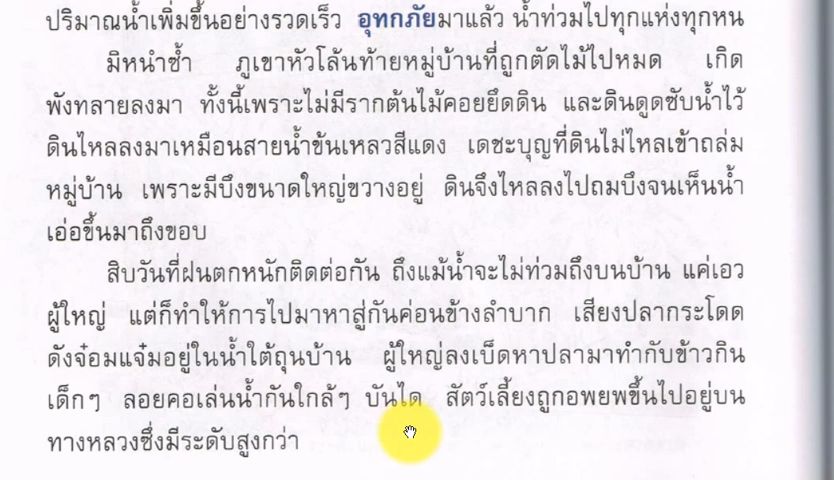 ปริมาณน้ำเพิ่มขึ้นอย่างรวดเร็ว อุทกภัยมาแล้ว น้ำท่วมไปทุกแห่งทุกหน
มิหนำซ้ำ ภูเขาหัวโล้นท้ายหมู่บ้านที่ถูกตัดไม้ไปหมด เกิด
พังทลายลงมา ทั้งนี้เพราะไม่มีรากต้นไม้คอยยึดดิน และดินดูดซับน้ำไว้
ดินไหลลงมาเหมือนสายน้ำข้นเหลวสีแดง เดชะบุญที่ดินไม่ไหลเข้าถล่ม
หมู่บ้าน เพราะมีบึงขนาดใหญ่ขวางอยู่ ดินจึงไหลลงไปถมบึงจนเห็นน้ำ
เอ่อขึ้นมาถึงขอบ
สิบวันที่ฝนตกหนักติดต่อกัน ถึงแม้น้ำจะไม่ท่วมถึงบนบ้าน แค่เอว
ผู้ใหญ่ แต่ก็ทำให้การไปมาหาสู่กันค่อนข้างลำบาก เสียงปลากระโดด
ดังจ๋อมแจ๋มอยู่ในน้ำใต้ถุนบ้าน ผู้ใหญ่ลงเบ็ดหาปลามาทำกับข้าวกิน
เด็กๆ ลอยคอเล่นน้ำกันใกล้ๆ บันได สัตว์เลี้ยงถูกอพยพขึ้นไปอยู่บน
ทางหลวงซึ่งมีระดับสูงกว่า